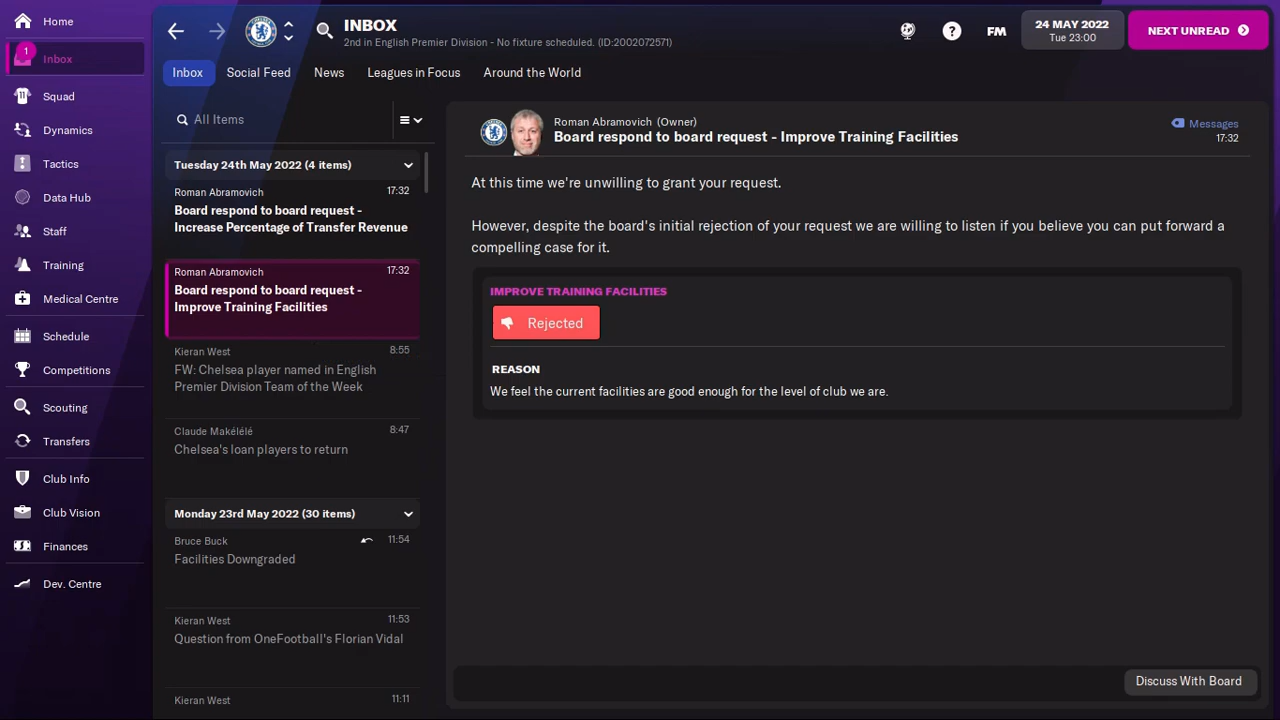 Home
1
Inbox
11
Squad
Dynamics
Tactics
Data Hub
Staff
Training
Medical Centre
Schedule
Competitions
Scouting
Transfers
Club Info
Club Vision
Finances
Dev. Centre
INBOX
2nd in English Premier Division - No fixture scheduled. (ID:2002072571)
FM
24 MAY 2022
Tue 23:00
NEXT UNREAD
Inbox
Social Feed
News
Leagues in Focus
Around the World
All Items
Tuesday 24th May 2022 (4 items)
Roman Abramovich 17:32
Board respond to board request -
Increase Percentage of Transfer Revenue
Roman Abramovich 17:32
Board respond to board request -
Improve Training Facilities
Kieran West 8:55
FW: Chelsea player named in English
Premier Division Team of the Week
Claude Makélélé 8:47
Chelsea's loan players to return
Monday 23rd May 2022 (30 items)
Bruce Buck 11:54
Facilities Downgraded
Kieran West 11:53
Question from OneFootball's Florian Vidal
Kieran West 11:11
Roman Abramovich (Owner)
Board respond to board request - Improve Training Facilities
Messages
17:32
At this time we're unwilling to grant your request.
However, despite the board's initial rejection of your request we are willing to listen if you believe you can put forward a
compelling case for it.
IMPROVE TRAINING FACILITIES
Rejected
REASON
We feel the current facilities are good enough for the level of club we are.
Discuss With Board